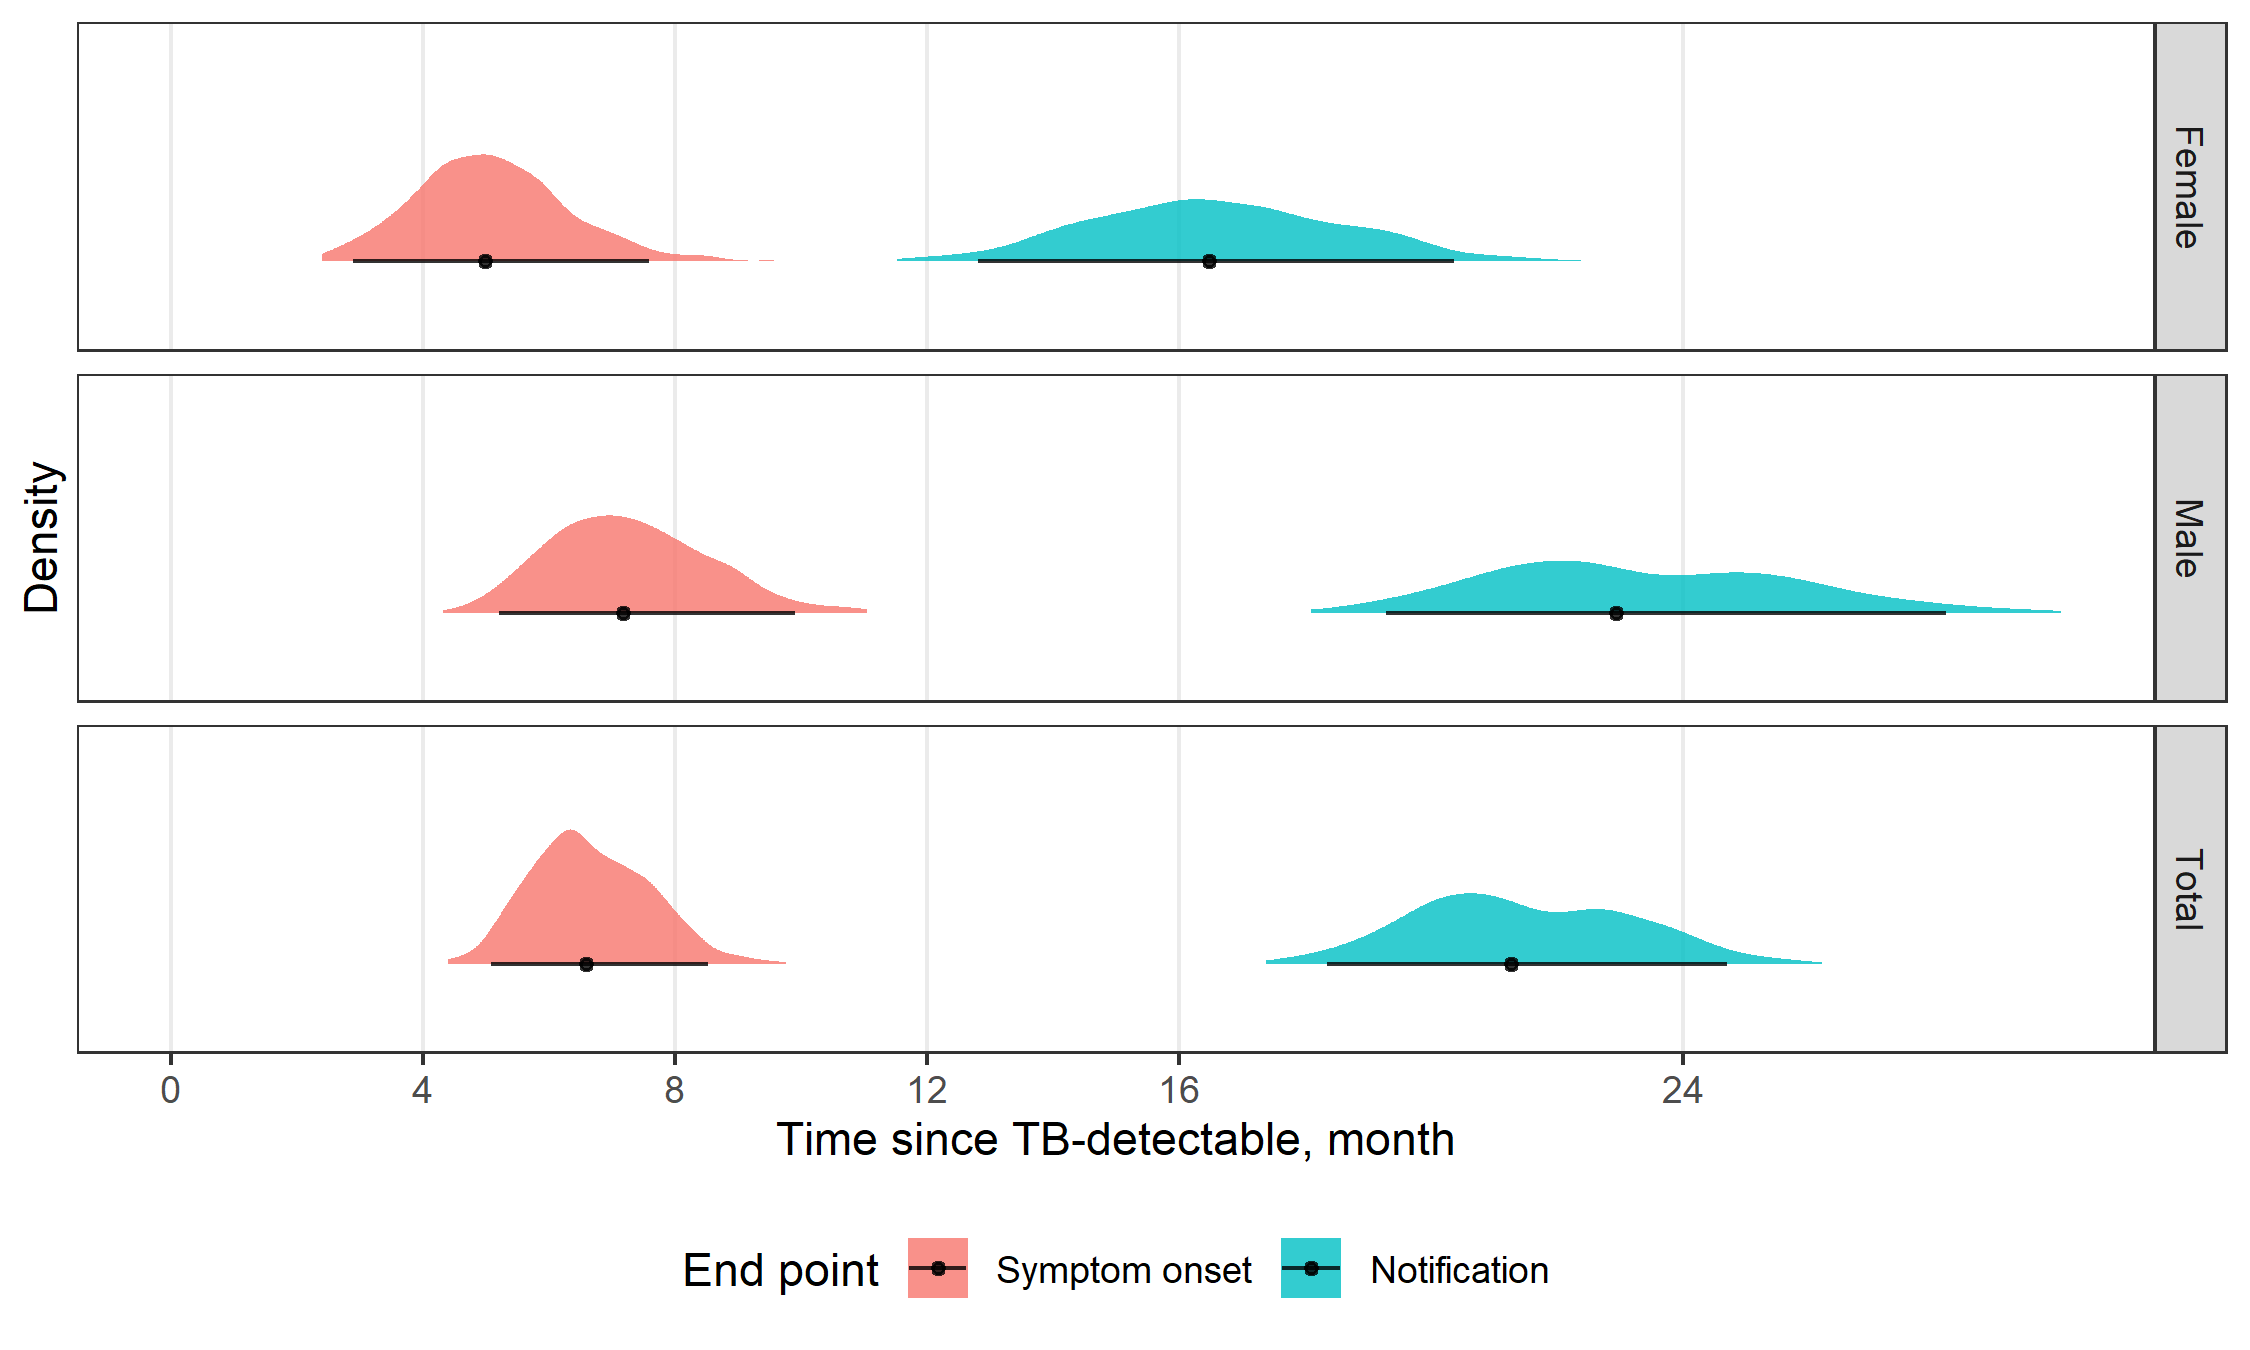 Female
Male
Total
Density
0 4 8 12 16 24
Time since TB-detectable, month
End point Symptom onset Notification